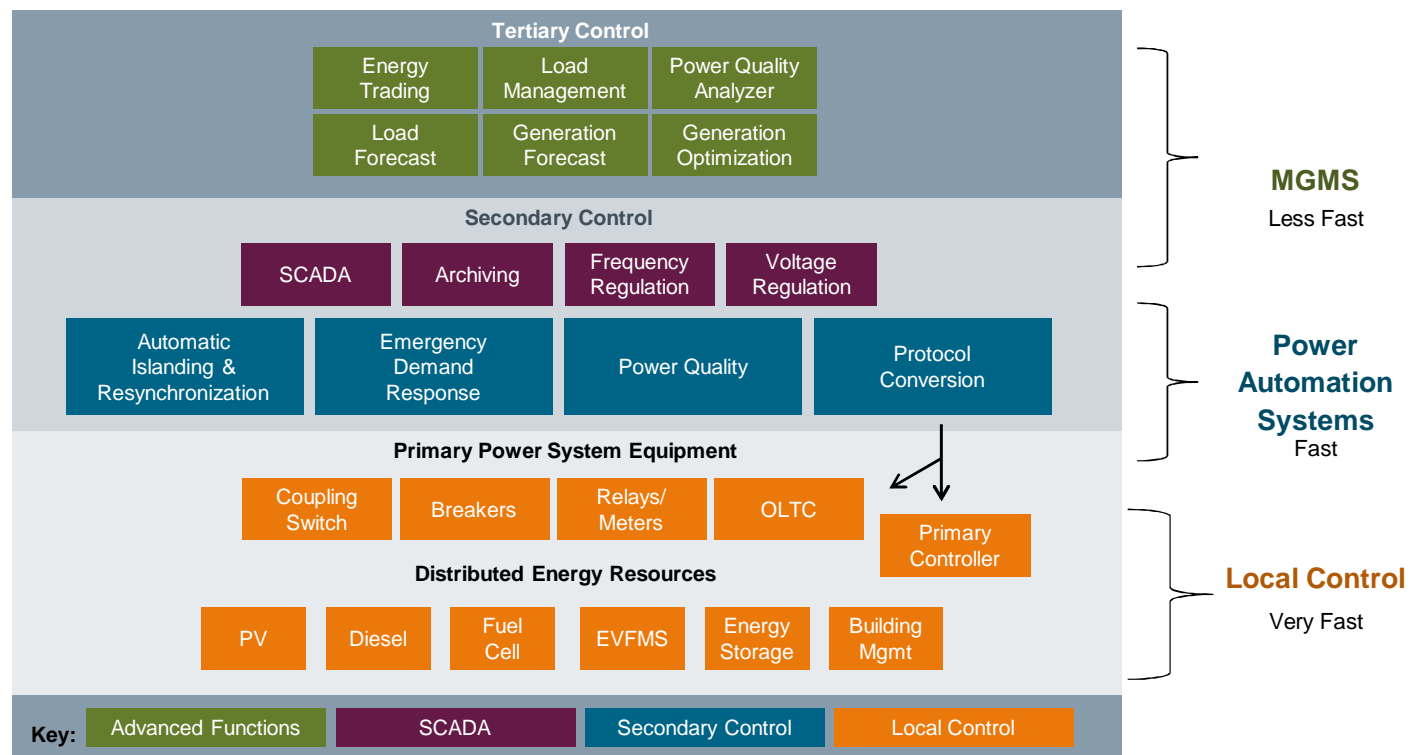 Tertiary Control
Energy
Trading
Load
Management
Power Quality
Analyzer
Load
Forecast
Generation
Forecast
Generation
Optimization
MGMS
Less Fast
Secondary Control
SCADA
Archiving
Frequency
Regulation
Voltage
Regulation
Automatic
Islanding &
Resynchronization
Emergency
Demand
Response
Power Quality
Protocol
Conversion
Power
Automation
Systems
Fast
Primary Power System Equipment
Coupling
Switch
Breakers
Relays/
Meters
OLTC
Primary
Controller
Distributed Energy Resources
PV
Diesel
Fuel
Cell
EVFMS
Energy
Storage
Building
Mgmt
Local Control
Very Fast
Key:
Advanced Functions
SCADA
Secondary Control
Local Control